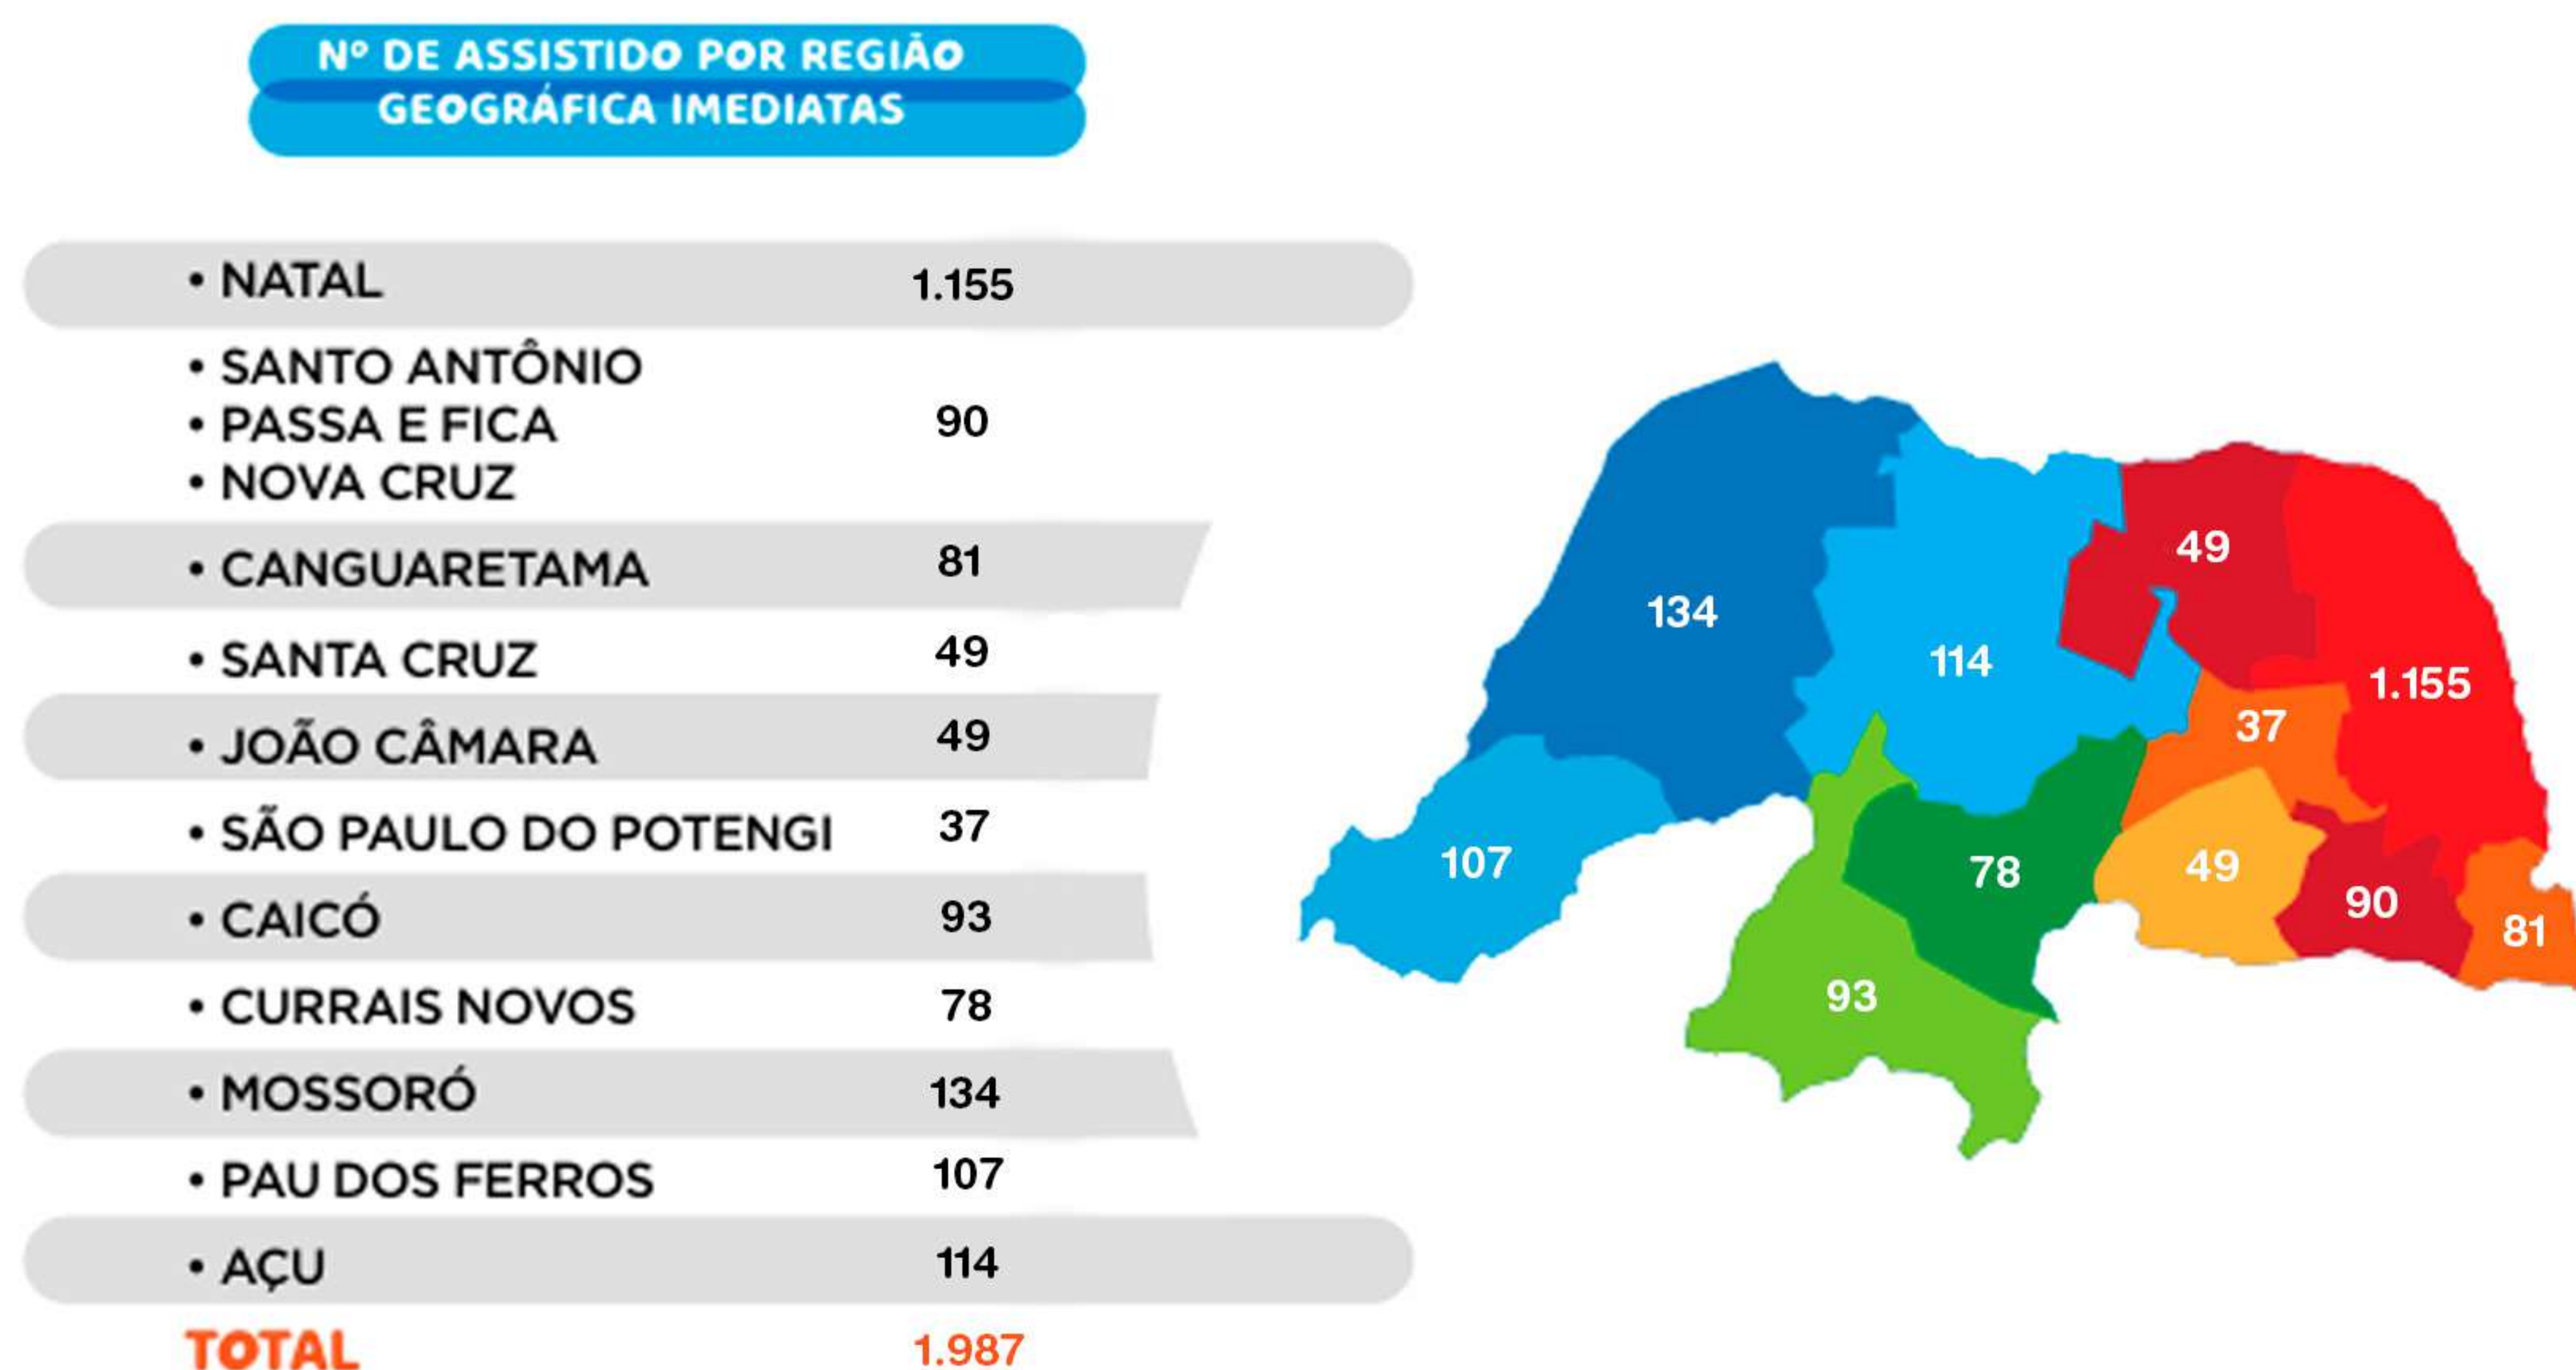 Nº DE ASSISTIDO POR REGIÃO
GEOGRÁFICA IMEDIATAS
• NATAL 1.155
• SANTO ANTÔNIO
• PASSA E FICA 90
• NOVA CRUZ
• CANGUARETAMA 81
• SANTA CRUZ 49
• JOÃO CÂMARA 49
• SÃO PAULO DO POTENGI 37
• CAICÓ 93
• CURRAIS NOVOS 78
• MOSSORÓ 134
• PAU DOS FERROS 107
• AÇU 114
TOTAL 1.987
49
134
114
1.155
37
107
78
49
90
81
93